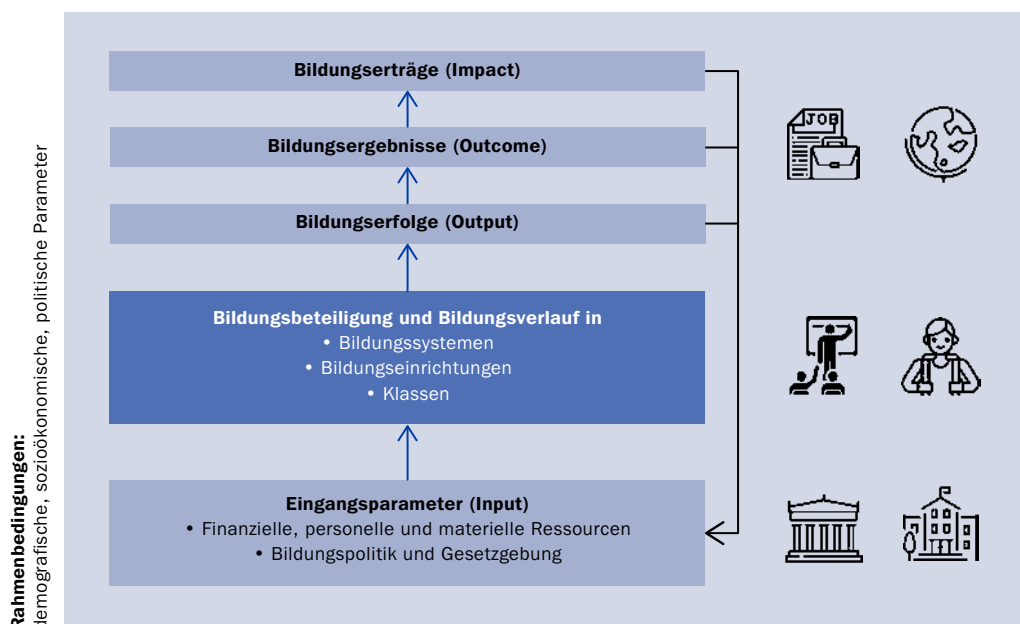 Bildungserträge (Impact)
Bildungsergebnisse (Outcome)
Bildungserfolge (Output)
Bildungsbeteiligung und Bildungsverlauf in
• Bildungssystemen
• Bildungseinrichtungen
• Klassen
Eingangsparameter (Input)
• Finanzielle, personelle und materielle Ressourcen
• Bildungspolitik und Gesetzgebung
JOB
Rahmenbedingungen:
demografische, sozioökonomische, politische Parameter